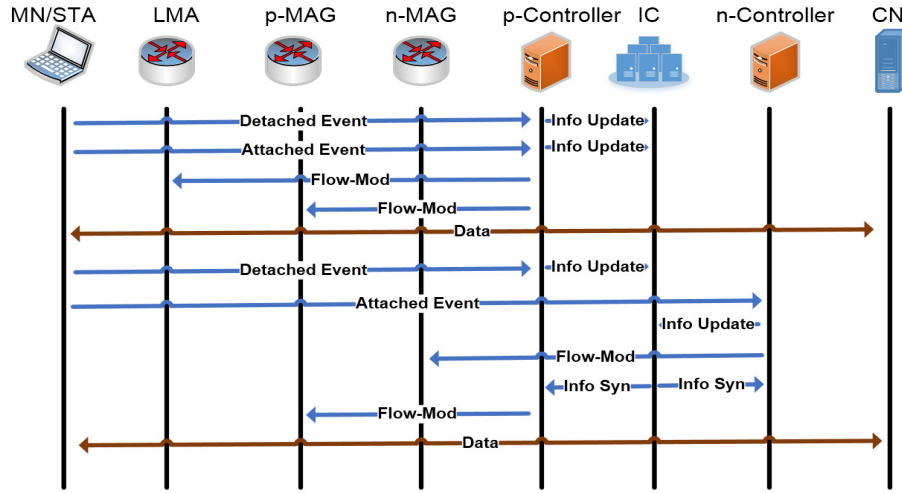 MN/STA LMA p-MAG n-MAG p-Controller IC n-Controller CN
Detached Event Info Update
Attached Event Info Update
Flow-Mod
Flow-Mod
Data
Detached Event Info Update
Attached Event
Info Update
Flow-Mod
Info Syn Info Syn
Flow-Mod
Data